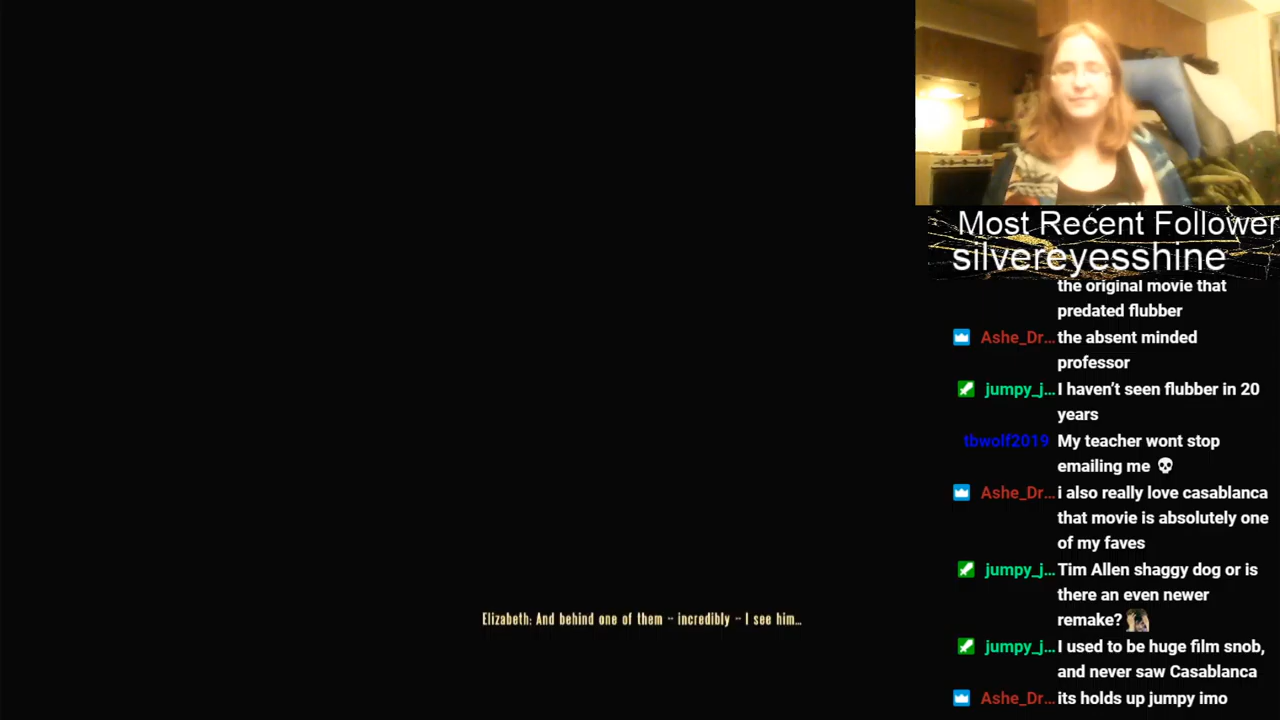 Most Recent Follower
silvereyesshine
the original movie that
predated flubber
Ashe_Dr... the absent minded
professor
jumpy_j... I haven't seen flubber in 20
years
tbwolf2019 My teacher wont stop
emailing me 💀
Ashe_Dr... i also really love casablanca
that movie is absolutely one
of my faves
jumpy_j... Tim Allen shaggy dog or is
there an even newer
remake?
jumpy_j... I used to be huge film snob,
and never saw Casablanca
Ashe_Dr... its holds up jumpy imo
Elizabeth: And behind one of them -- incredibly -- I see him...